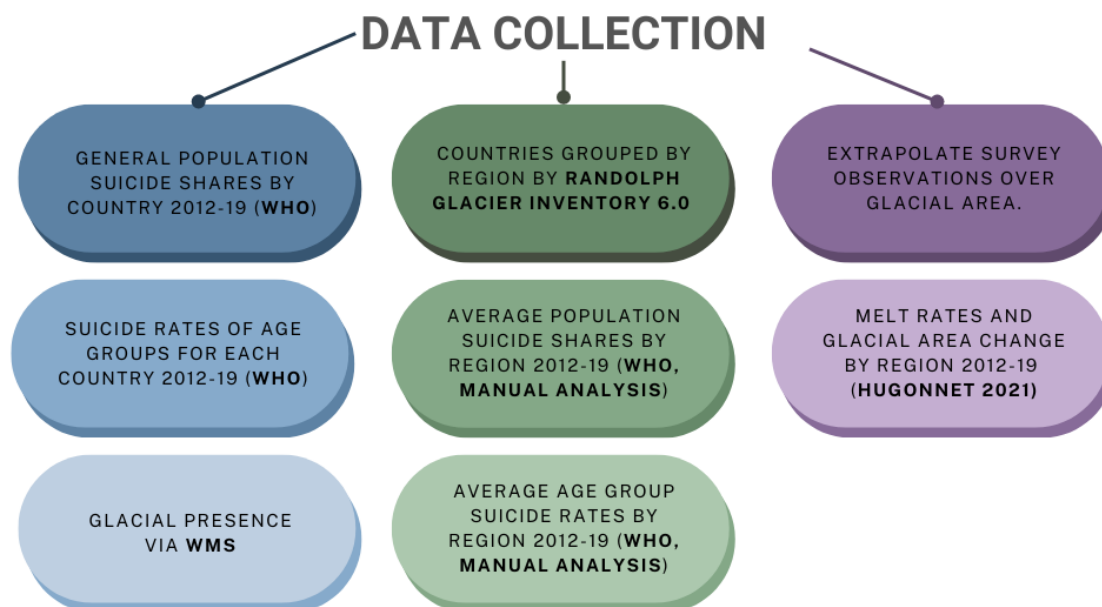 DATA COLLECTION
GENERAL POPULATION
SUICIDE SHARES BY
COUNTRY 2012-19 (WHO)
SUICIDE RATES OF AGE
GROUPS FOR EACH
COUNTRY 2012-19 (WHO)
GLACIAL PRESENCE
VIA WMS
COUNTRIES GROUPED BY
REGION BY RANDOLPH
GLACIER INVENTORY 6.0
AVERAGE POPULATION
SUICIDE SHARES BY
REGION 2012-19 (WHO,
MANUAL ANALYSIS)
AVERAGE AGE GROUP
SUICIDE RATES BY
REGION 2012-19 (WHO,
MANUAL ANALYSIS)
EXTRAPOLATE SURVEY
OBSERVATIONS OVER
GLACIAL AREA.
MELT RATES AND
GLACIAL AREA CHANGE
BY REGION 2012-19
(HUGONNET 2021)